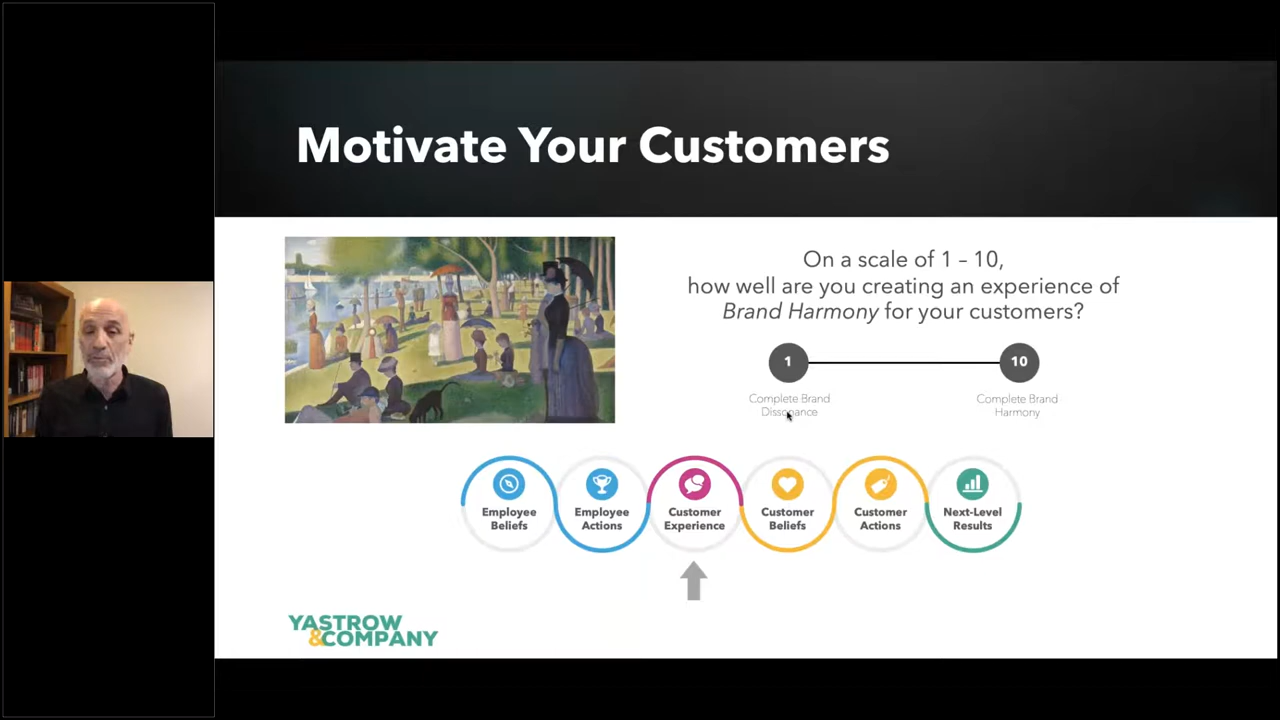 Motivate Your Customers
On a scale of 1 – 10,
how well are you creating an experience of
Brand Harmony for your customers?
1
10
Complete Brand
Dissonance
Complete Brand
Harmony
Employee
Beliefs
Employee
Actions
Customer
Experience
Customer
Beliefs
Customer
Actions
Next-Level
Results
YASTROW
&COMPANY